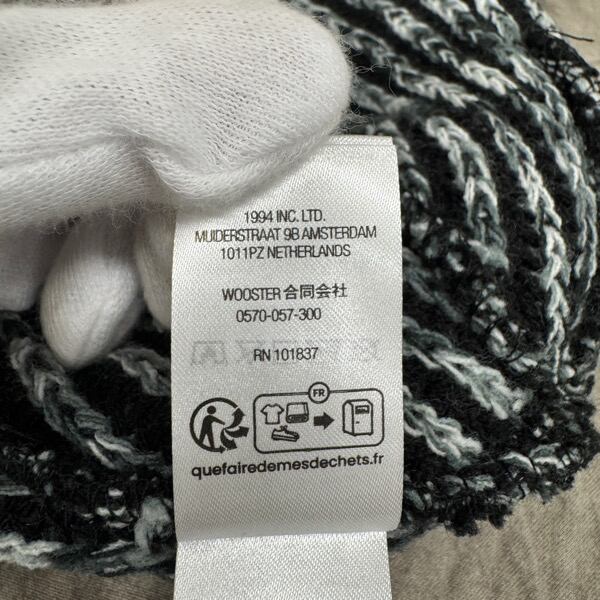 1994 INC. LTD.
MUIDERSTRAAT 9B AMSTERDAM
1011PZ NETHERLANDS
WOOSTER 合同会社
0570-057-300
RN 101837
FR
quefairedemesdechets.fr